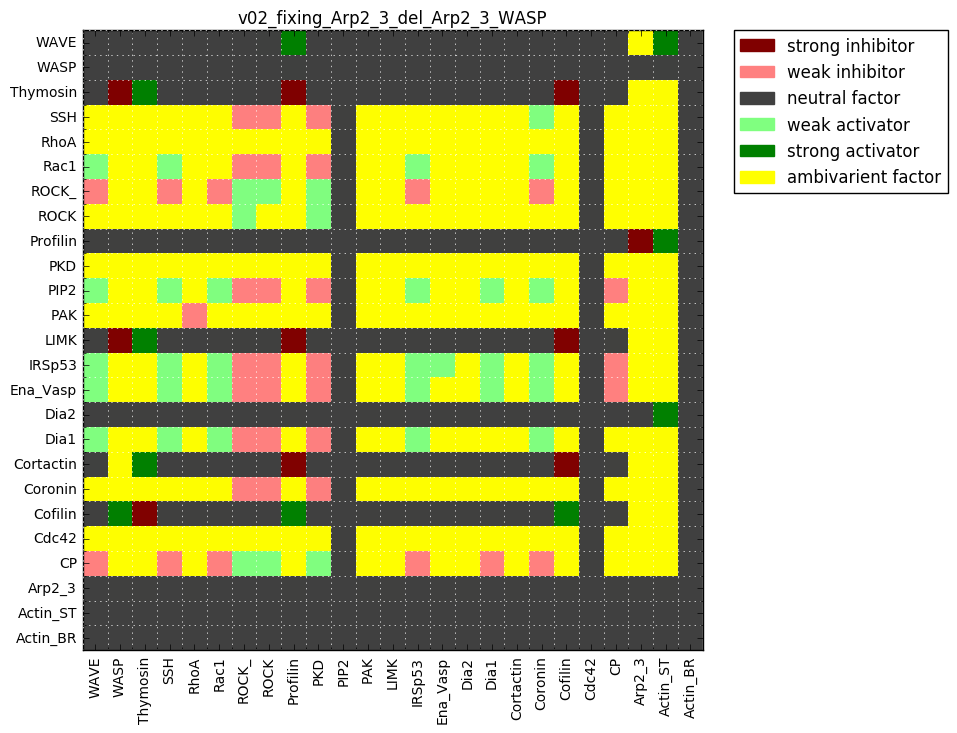 v02_fixing_Arp2_3_del_Arp2_3_WASP
WAVE
WASP
Thymosin
SSH
RhoA
Rac1
ROCK_
ROCK
Profilin
PKD
PIP2
PAK
LIMK
IRSp53
Ena_Vasp
Dia2
Dia1
Cortactin
Coronin
Cofilin
Cdc42
CP
Arp2_3
Actin_ST
Actin_BR
WAVE
WASP
Thymosin
SSH
RhoA
Rac1
ROCK_
ROCK
Profilin
PKD
PIP2
PAK
LIMK
IRSp53
Ena_Vasp
Dia2
Dia1
Cortactin
Coronin
Cofilin
Cdc42
CP
Arp2_3
Actin_ST
Actin_BR
strong inhibitor
weak inhibitor
neutral factor
weak activator
strong activator
ambivarient factor